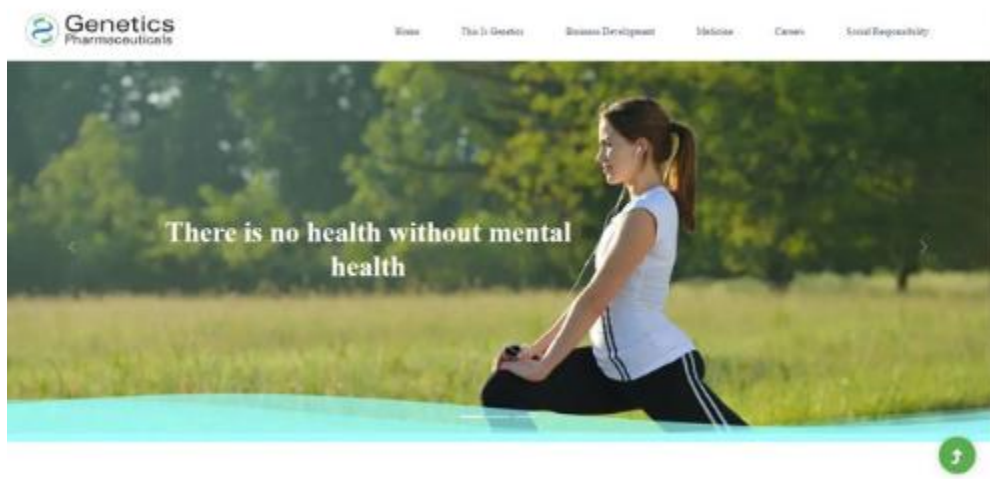 Genetics
Pharmaceuticals
Home This Is Genetics Business Development Medicine Careers Social Responsibility
There is no health without mental
health